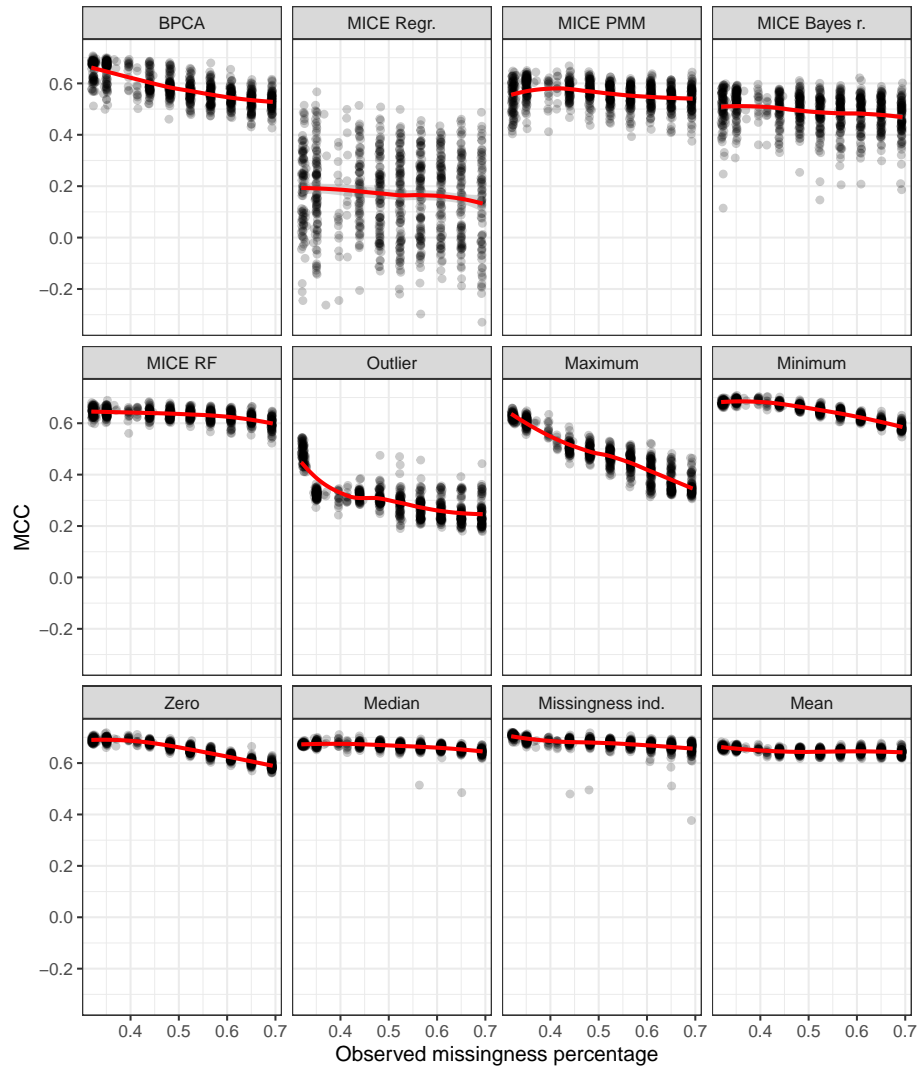 BPCA MICE Regr. MICE PMM MICE Bayes r.
0.6
0.4
0.2
0.0
−0.2
MICE RF Outlier Maximum Minimum
0.6
0.4
0.2
0.0
−0.2
MCC
Zero Median Missingness ind. Mean
0.6
0.4
0.2
0.0
−0.2
0.4 0.5 0.6 0.7 0.4 0.5 0.6 0.7 0.4 0.5 0.6 0.7 0.4 0.5 0.6 0.7
Observed missingness percentage